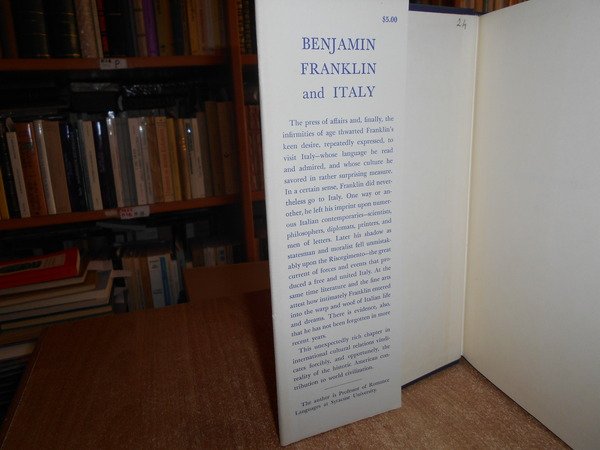 $5.00
BENJAMIN
FRANKLIN
and ITALY
The press of affairs and, finally, the
infirmities of age thwanted Franklin's
keen desire, repeatedly expressed, to
visit Italy—whose language he read
and admired, and whose culture he
savored in rather surprising measure.
In a certain sense, Franklin did never-
theless go to Italy. One way or an-
other, he left his imprint upon numer-
ous Italian contemporaries—scientists,
philosophers, diplomats, printers, and
men of letters. Later his shadow as
statesman and moralist fell unmistak-
ably upon the Risorgimento—the great
current of forces and events that pro-
duced a free and united Italy. At the
same time literature and the fine arts
attest how intimately Franklin entered
into the warp and woof of Italian life
and dreams. There is evidence, also,
that he has not been forgotten in more
recent years.
This unexpectedly rich chapter in
international cultural relations vindi-
cates forcibly, and opportunely, the
reality of the historic American con-
tribution to world civilization.
The author is Professor of Romance
Languages at Syracuse University.
P